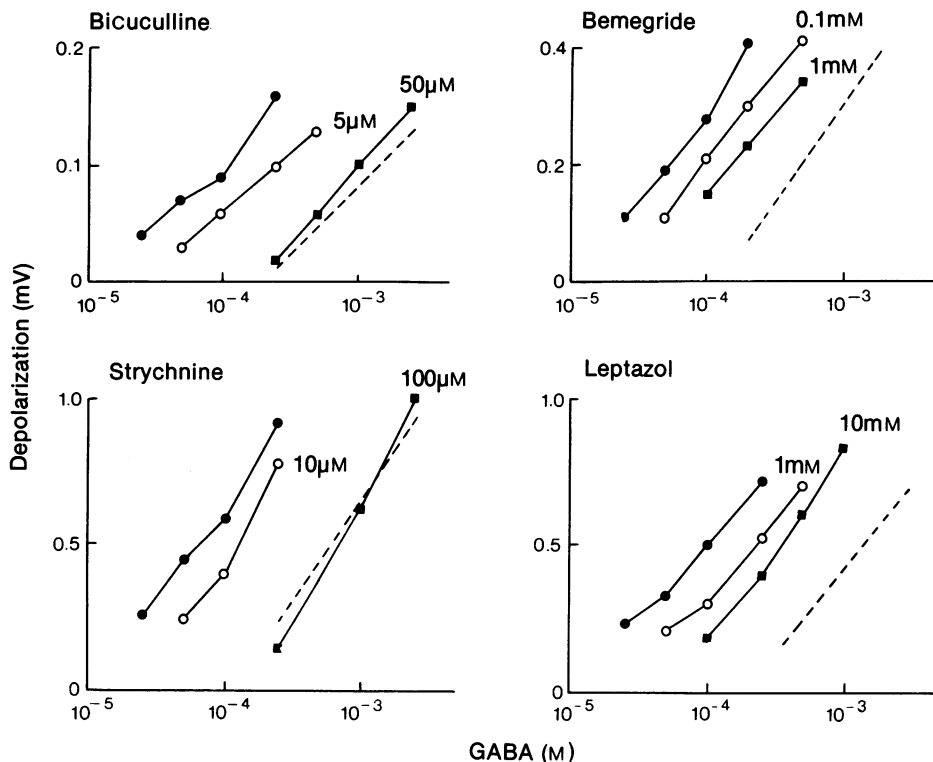 Bicuculline
0.2
0.1
0
5µM
50µM
10⁻⁵
10⁻⁴
10⁻³
Bemegride
0.4
0.2
0
0.1mM
1mM
10⁻⁵
10⁻⁴
10⁻³
Depolarization (mV)
Strychnine
1.0
0.5
0
10µM
100µM
10⁻⁵
10⁻⁴
10⁻³
Leptazol
1.0
0.5
0
1mM
10mM
10⁻⁵
10⁻⁴
10⁻³
GABA (M)